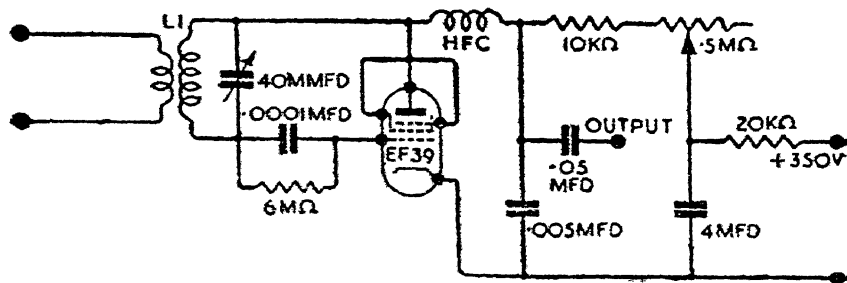 L1
HFC
10KΩ
.5MΩ
40MMFD
.0001MFD
EF39
OUTPUT
20KΩ
+350V
.05
MFD
6MΩ
.005MFD
4MFD